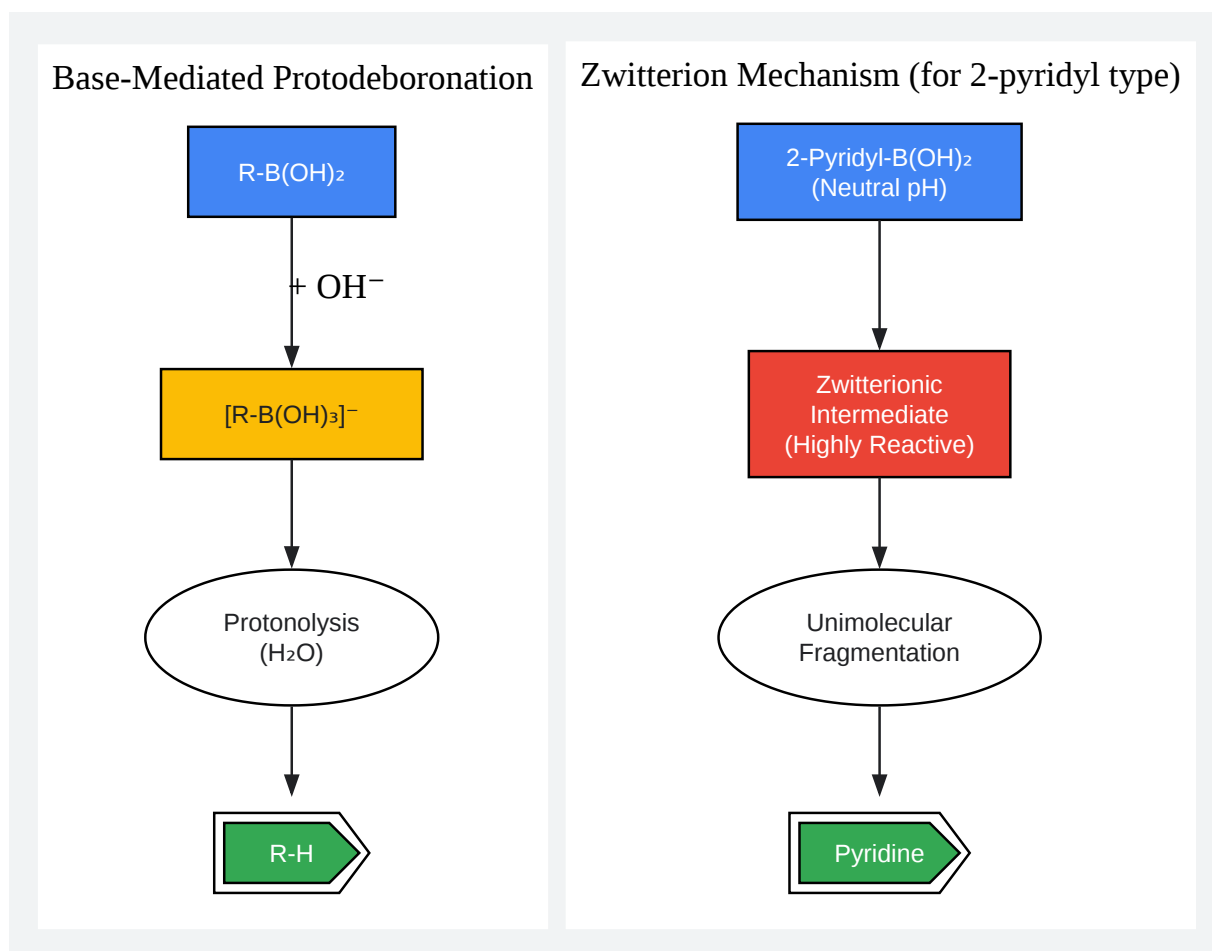 Base-Mediated Protodeboronation
R-B(OH)₂
+ OH⁻
[R-B(OH)₃]⁻
Protonolysis
(H₂O)
R-H
Zwitterion Mechanism (for 2-pyridyl type)
2-Pyridyl-B(OH)₂
(Neutral pH)
Zwitterionic
Intermediate
(Highly Reactive)
Unimolecular
Fragmentation
Pyridine